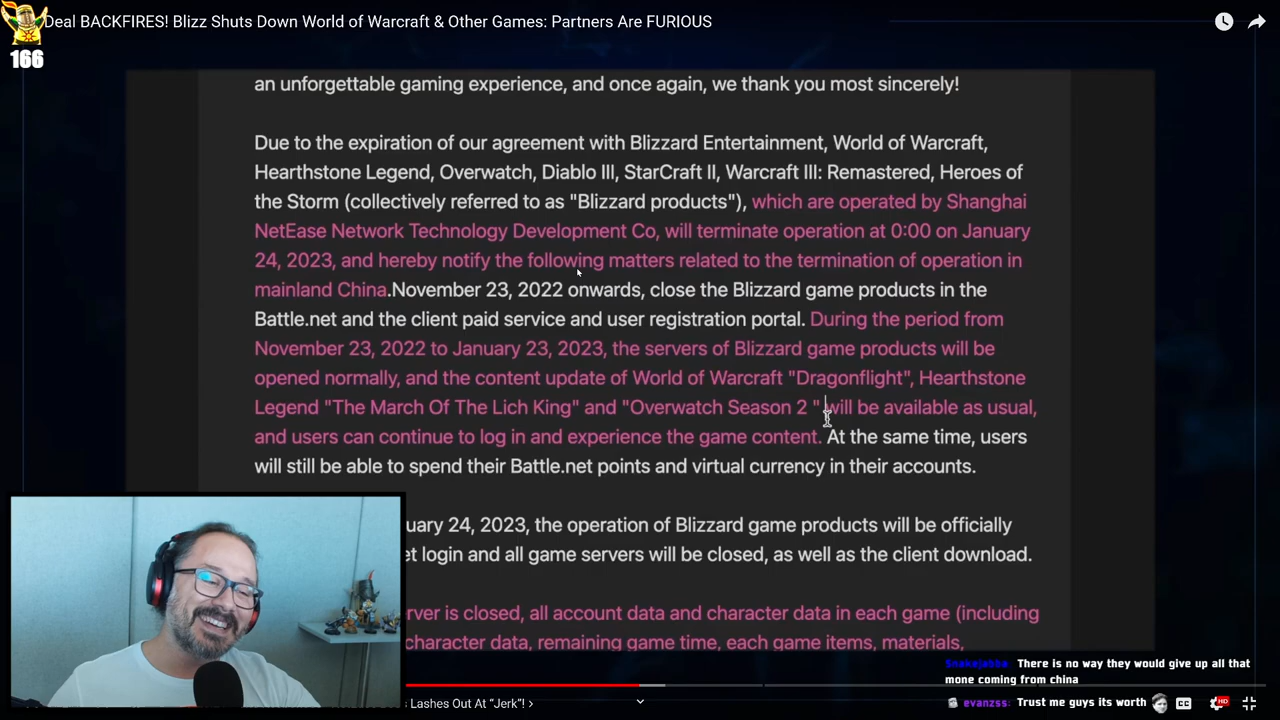 Deal BACKFIRES! Blizz Shuts Down World of Warcraft & Other Games: Partners Are FURIOUS
166
an unforgettable gaming experience, and once again, we thank you most sincerely!
Due to the expiration of our agreement with Blizzard Entertainment, World of Warcraft,
Hearthstone Legend, Overwatch, Diablo III, StarCraft II, Warcraft III: Remastered, Heroes of
the Storm (collectively referred to as "Blizzard products"), which are operated by Shanghai
NetEase Network Technology Development Co, will terminate operation at 0:00 on January
24, 2023, and hereby notify the following matters related to the termination of operation in
mainland China.November 23, 2022 onwards, close the Blizzard game products in the
Battle.net and the client paid service and user registration portal. During the period from
November 23, 2022 to January 23, 2023, the servers of Blizzard game products will be
opened normally, and the content update of World of Warcraft "Dragonflight", Hearthstone
Legend "The March Of The Lich King" and "Overwatch Season 2 " will be available as usual,
and users can continue to log in and experience the game content. At the same time, users
will still be able to spend their Battle.net points and virtual currency in their accounts.
uary 24, 2023, the operation of Blizzard game products will be officially
et login and all game servers will be closed, as well as the client download.
rver is closed, all account data and character data in each game (including
character data, remaining game time, each game items, materials,
Snakejabba: There is no way they would give up all that
mone coming from china
evanzss: Trust me guys its worth
s Lashes Out At "Jerk"! >
CC
HD